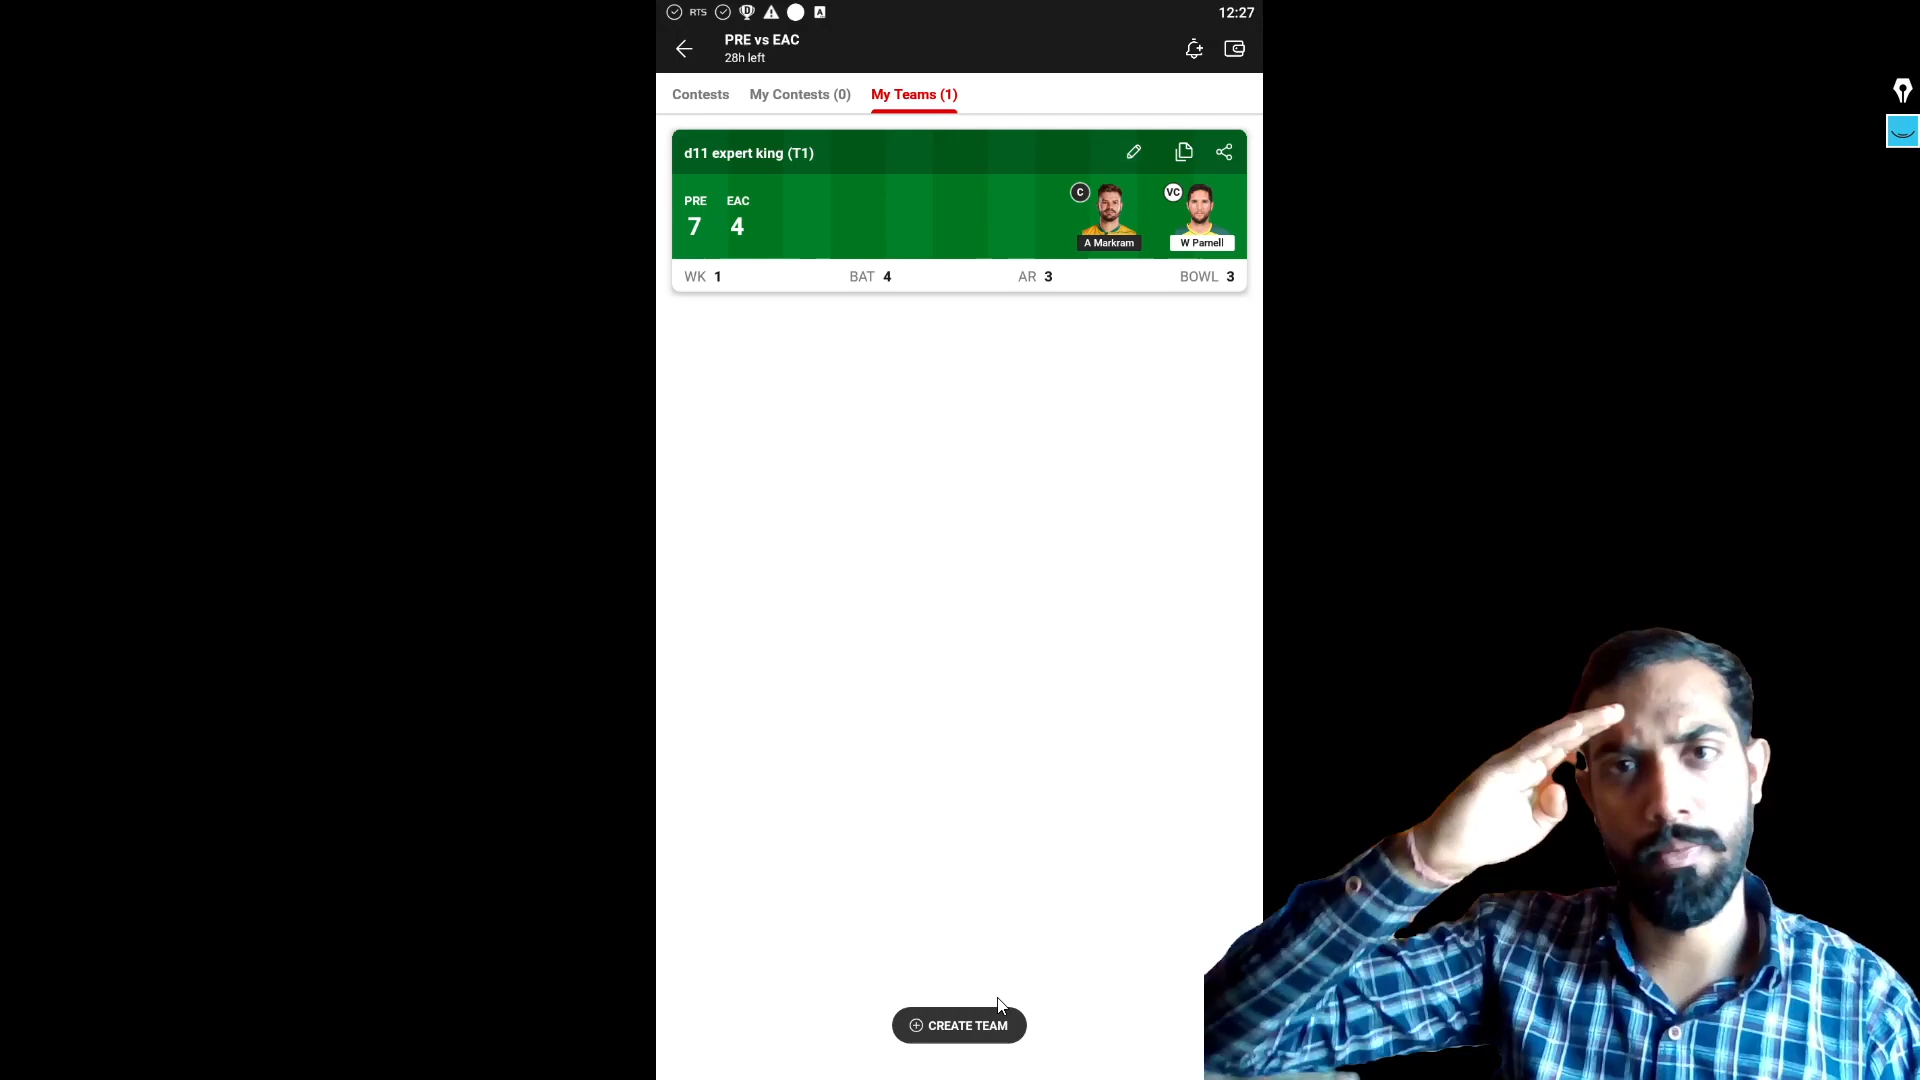 RTS
12:27
PRE vs EAC
28h left
Contests My Contests (0) My Teams (1)
d11 expert king (T1)
PRE EAC
7 4
C
VC
A Markram
W Parnell
WK 1 BAT 4 AR 3 BOWL 3
CREATE TEAM